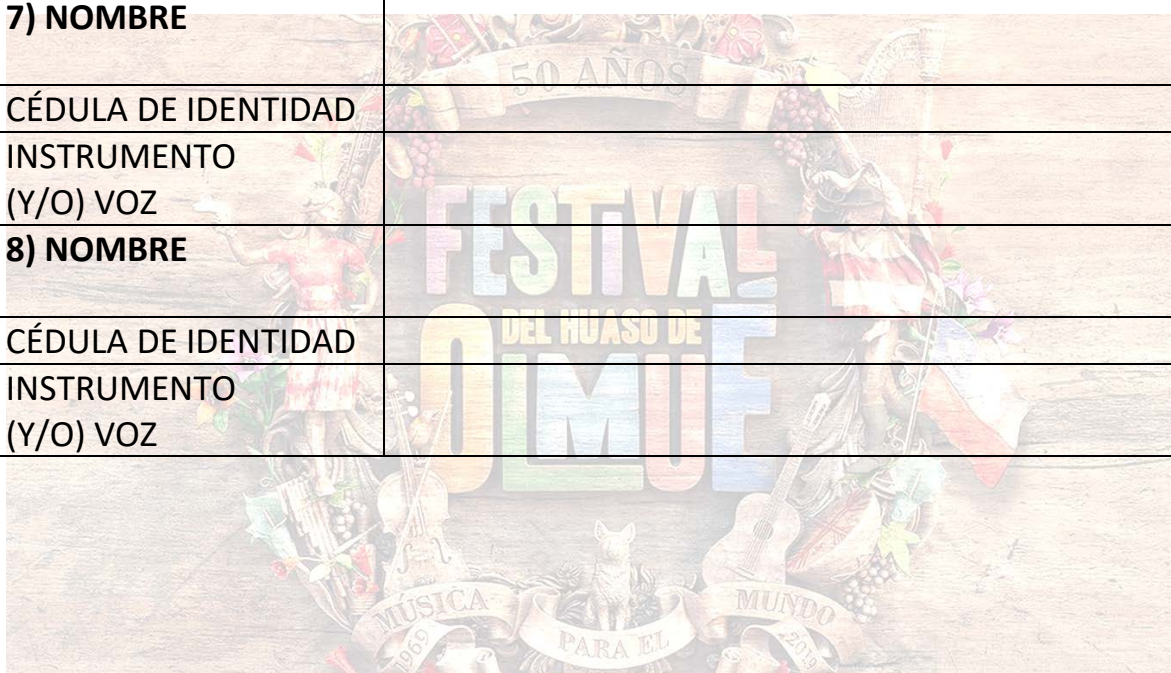 7) NOMBRE
CÉDULA DE IDENTIDAD
INSTRUMENTO
(Y/O) VOZ
8) NOMBRE
CÉDULA DE IDENTIDAD
INSTRUMENTO
(Y/O) VOZ
50 AÑOS
FESTIVAL
DEL HUASO DE
OLMUÉ
MÚSICA
PARA EL
MUNDO
1969
2019